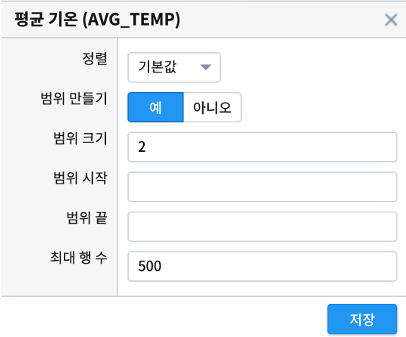 평균 기온 (AVG_TEMP)
정렬 기본값
범위 만들기 예 아니오
범위 크기 2
범위 시작
범위 끝
최대 행 수 500
저장